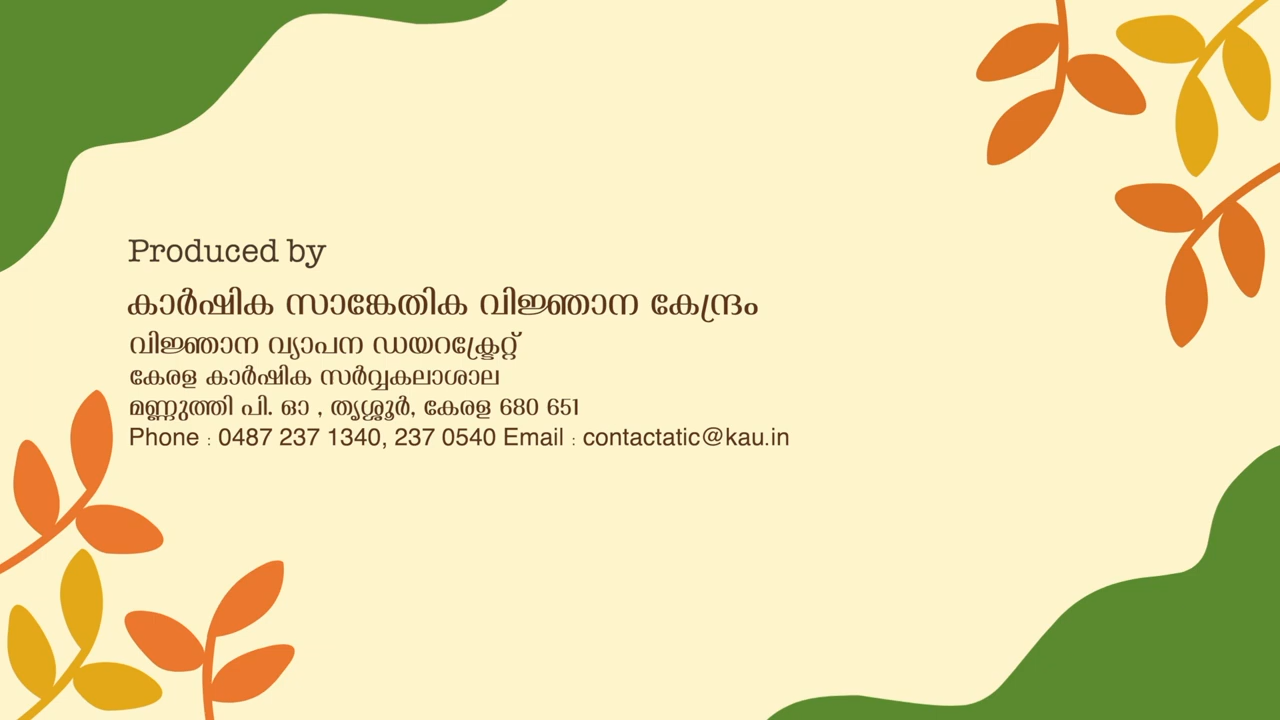 Produced by
കാർഷിക സാങ്കേതിക വിജ്ഞാന കേന്ദ്രം
വിജ്ഞാന വ്യാപന ഡയറക്ട്രേറ്റ്
കേരള കാർഷിക സർവ്വകലാശാല
മണ്ണുത്തി പി. ഓ , തൃശ്ശൂർ, കേരള 680 651
Phone : 0487 237 1340, 237 0540 Email : contactatic@kau.in